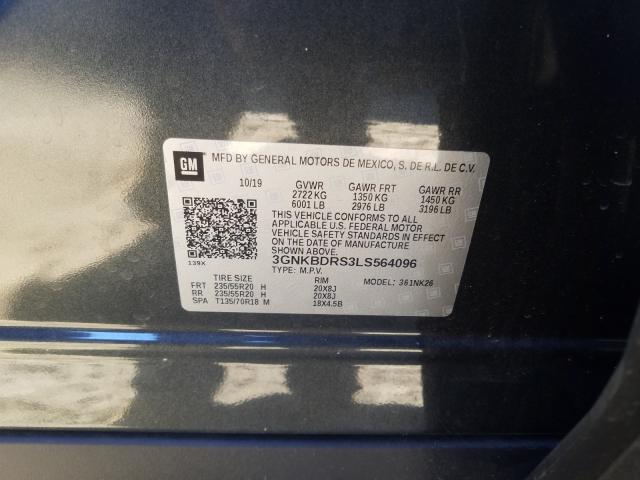 GM MFD BY GENERAL MOTORS DE MEXICO, S. DE R.L. DE C.V.
10/19 GVWR GAWR FRT GAWR RR
2722 KG 1350 KG 1450 KG
6001 LB 2976 LB 3196 LB
THIS VEHICLE CONFORMS TO ALL
APPLICABLE U.S. FEDERAL MOTOR
VEHICLE SAFETY STANDARDS IN EFFECT
ON THE DATE OF MANUFACTURE
SHOWN ABOVE.
3GNKBDRS3LS564096
139X
TYPE: M.P.V. MODEL: 361NK26
TIRE SIZE RIM
FRT 235/55R20 H 20X8J
RR 235/55R20 H 20X8J
SPA T135/70R18 M 18X4.5B